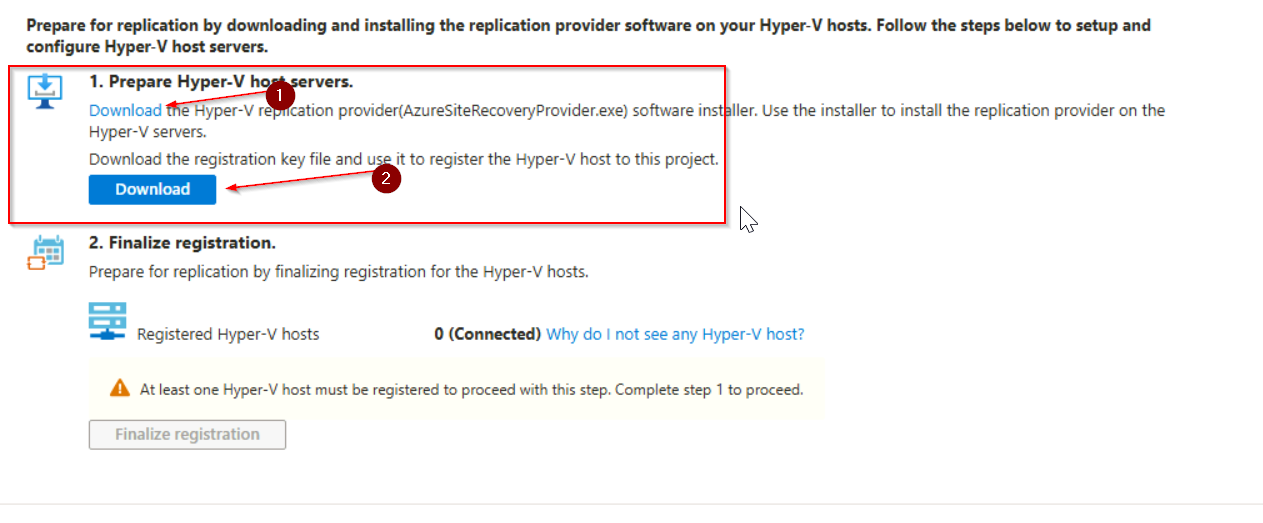 Prepare for replication by downloading and installing the replication provider software on your Hyper-V hosts. Follow the steps below to setup and
configure Hyper-V host servers.
1. Prepare Hyper-V host servers.
1
Download the Hyper-V replication provider(AzureSiteRecoveryProvider.exe) software installer. Use the installer to install the replication provider on the
Hyper-V servers.
Download the registration key file and use it to register the Hyper-V host to this project.
2
Download
2. Finalize registration.
Prepare for replication by finalizing registration for the Hyper-V hosts.
Registered Hyper-V hosts 0 (Connected) Why do I not see any Hyper-V host?
At least one Hyper-V host must be registered to proceed with this step. Complete step 1 to proceed.
Finalize registration